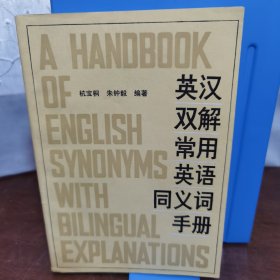 A HANDBOOK
OF
ENGLISH
SYNONYMS
WITH
BILINGUAL
EXPLANATIONS
杭宝桐 朱钟毅 编著
英汉
双解
常用
英语
同义词
手册